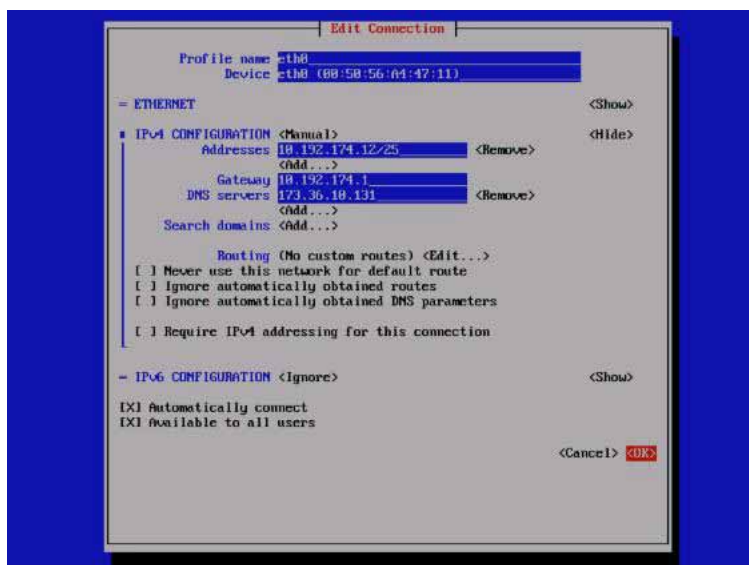 Edit Connection
Profile name eth0
Device eth0 (00:50:56:A4:47:11)
= ETHERNET <Show>
IPv4 CONFIGURATION <Manual> <Hide>
Addresses 10.192.174.12/25 <Remove>
<Add...>
Gateway 10.192.174.1
DNS servers 173.36.10.131 <Remove>
<Add...>
Search domains <Add...>
Routing (No custom routes) <Edit...>
[ ] Never use this network for default route
[ ] Ignore automatically obtained routes
[ ] Ignore automatically obtained DNS parameters
[ ] Require IPv4 addressing for this connection
= IPv6 CONFIGURATION <Ignore> <Show>
[X] Automatically connect
[X] Available to all users
<Cancel> <OK>